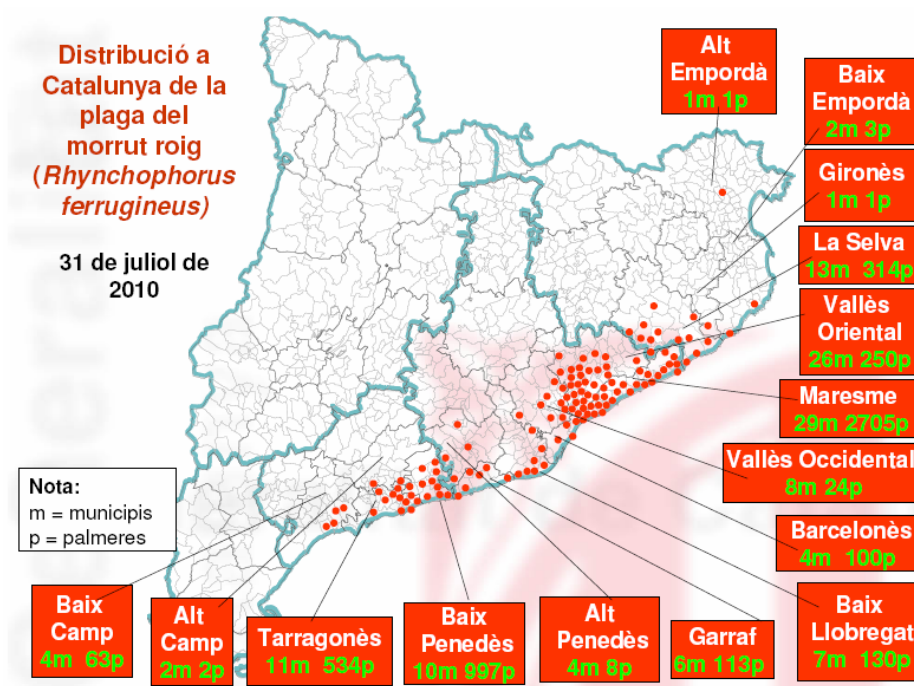 Distribució a
Catalunya de la
plaga del
morrut roig
(Rhynchophorus
ferrugineus)
31 de juliol de
2010
Alt
Empordà
1m 1p
Baix
Empordà
2m 3p
Gironès
1m 1p
La Selva
13m 314p
Vallès
Oriental
26m 250p
Maresme
29m 2705p
Vallès Occidental
8m 24p
Barcelonès
4m 100p
Baix
Llobregat
7m 130p
Nota:
m = municipis
p = palmeres
Baix
Camp
4m 63p
Alt
Camp
2m 2p
Tarragonès
11m 534p
Baix
Penedès
10m 997p
Alt
Penedès
4m 8p
Garraf
6m 113p